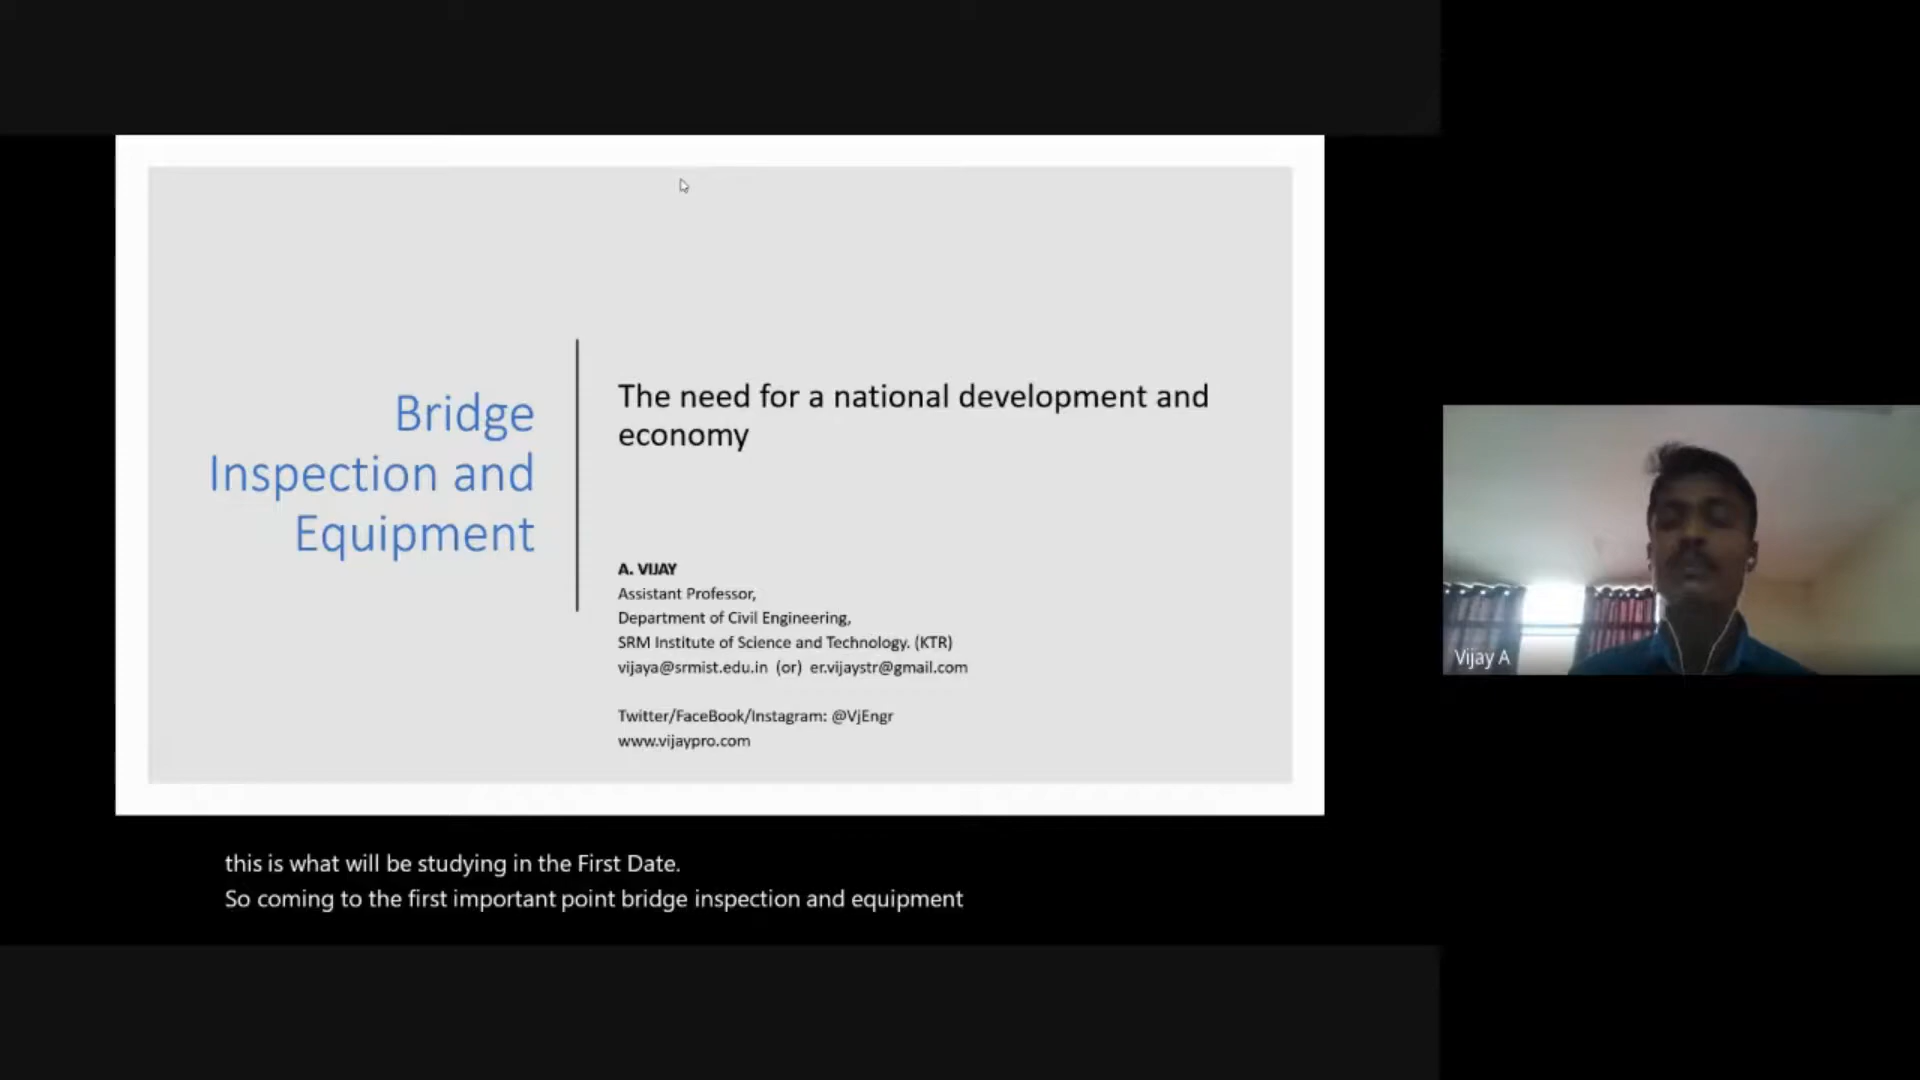 Bridge
Inspection and
Equipment
The need for a national development and
economy
A. VIJAY
Assistant Professor,
Department of Civil Engineering,
SRM Institute of Science and Technology. (KTR)
vijaya@srmist.edu.in (or) er.vijaystr@gmail.com
Twitter/FaceBook/Instagram: @VjEngr
www.vijaypro.com
Vijay A
this is what will be studying in the First Date.
So coming to the first important point bridge inspection and equipment